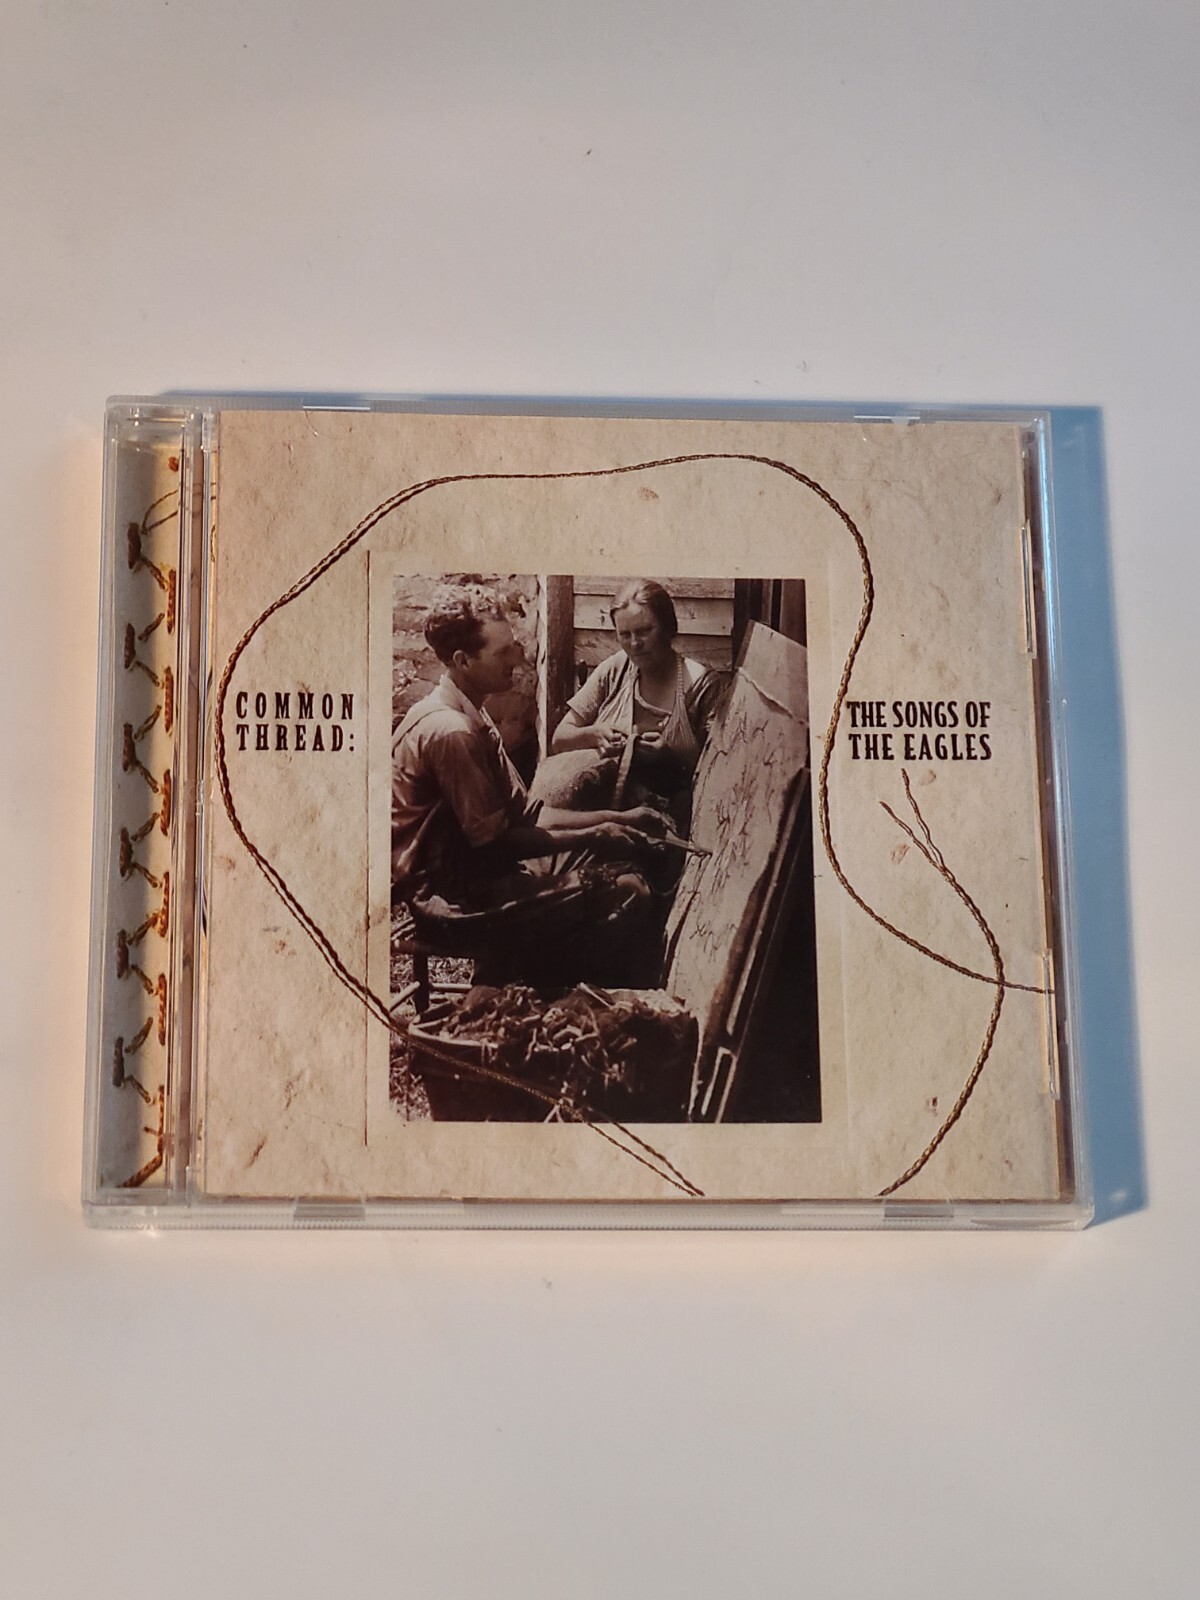 COMMON
THREAD:
THE SONGS OF
THE EAGLES